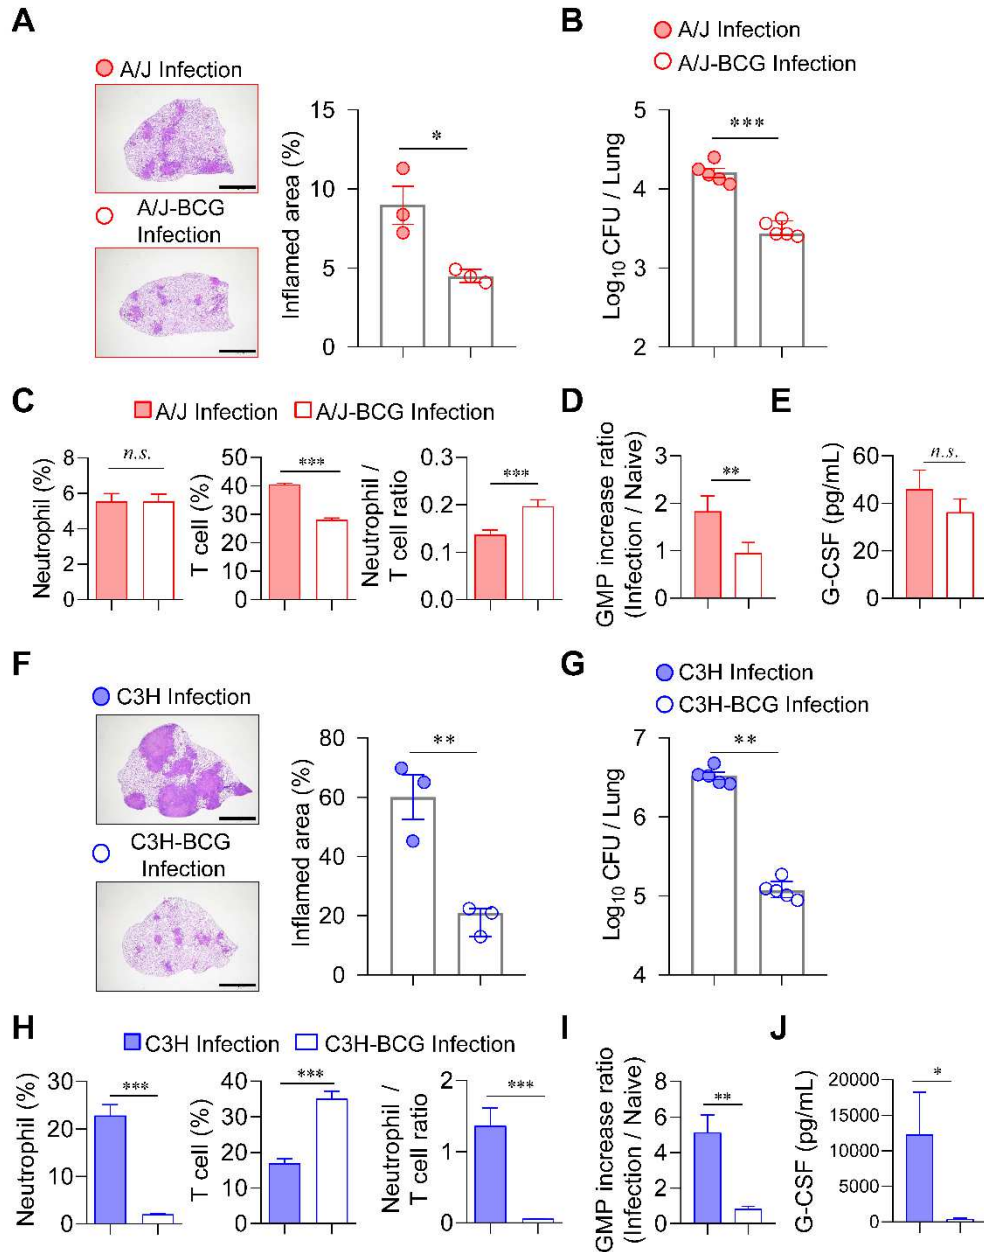 A
A/J Infection
A/J-BCG
Infection
Inflamed area (%)
15
10
5
0
*
B
A/J Infection
A/J-BCG Infection
Log10 CFU / Lung
5
4
3
2
***
C
A/J Infection
A/J-BCG Infection
Neutrophil (%)
8
6
4
2
0
n.s.
T cell (%)
50
40
30
20
10
0
***
Neutrophil /
T cell ratio
0.3
0.2
0.1
0.0
***
D
GMP increase ratio
(Infection / Naive)
3
2
1
0
**
E
G-CSF (pg/mL)
60
40
20
0
n.s.
F
C3H Infection
C3H-BCG
Infection
Inflamed area (%)
80
60
40
20
0
**
G
C3H Infection
C3H-BCG Infection
Log10 CFU / Lung
7
6
5
4
**
H
C3H Infection
C3H-BCG Infection
Neutrophil (%)
30
20
10
0
***
T cell (%)
40
30
20
10
0
***
Neutrophil /
T cell ratio
2
1
0
***
I
GMP increase ratio
(Infection / Naive)
8
6
4
2
0
**
J
G-CSF (pg/mL)
20000
15000
10000
5000
0
*